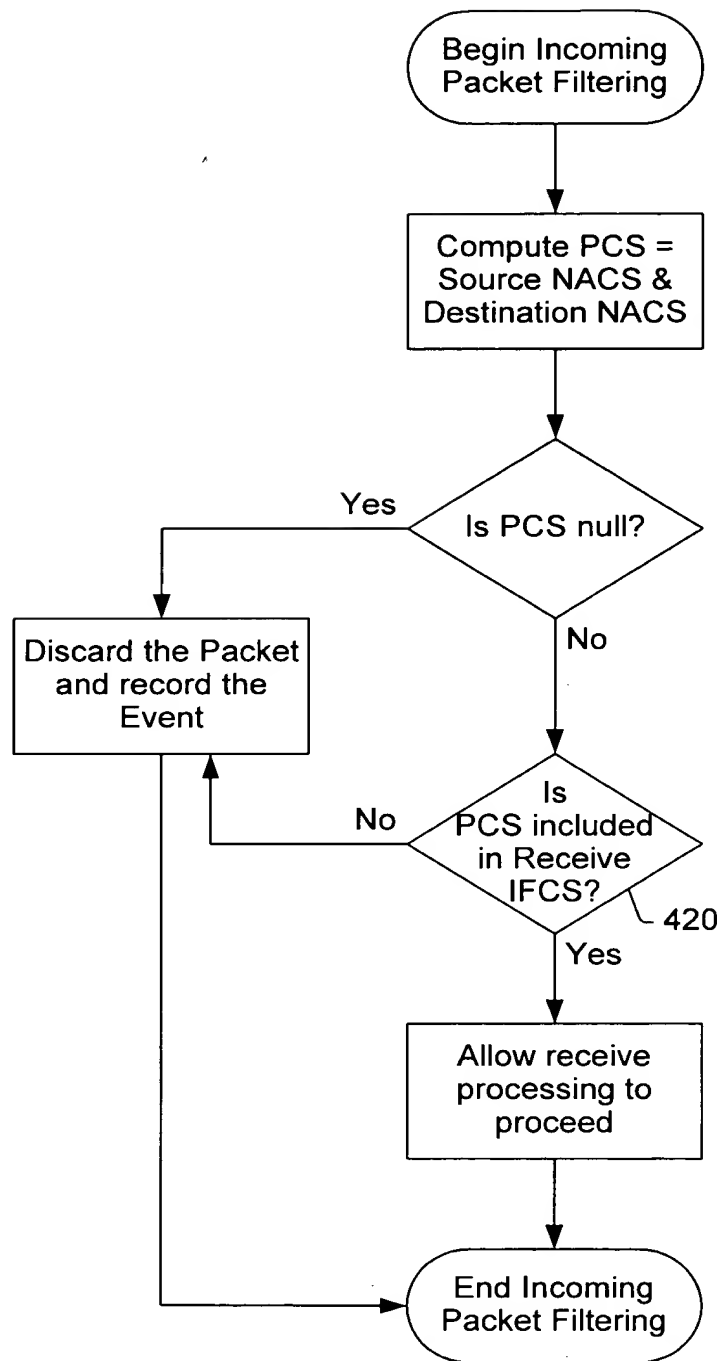 Begin Incoming
Packet Filtering
Compute PCS =
Source NACS &
Destination NACS
Yes
Is PCS null?
No
Discard the Packet
and record the
Event
No
Is
PCS included
in Receive
IFCS?
420
Yes
Allow receive
processing to
proceed
End Incoming
Packet Filtering